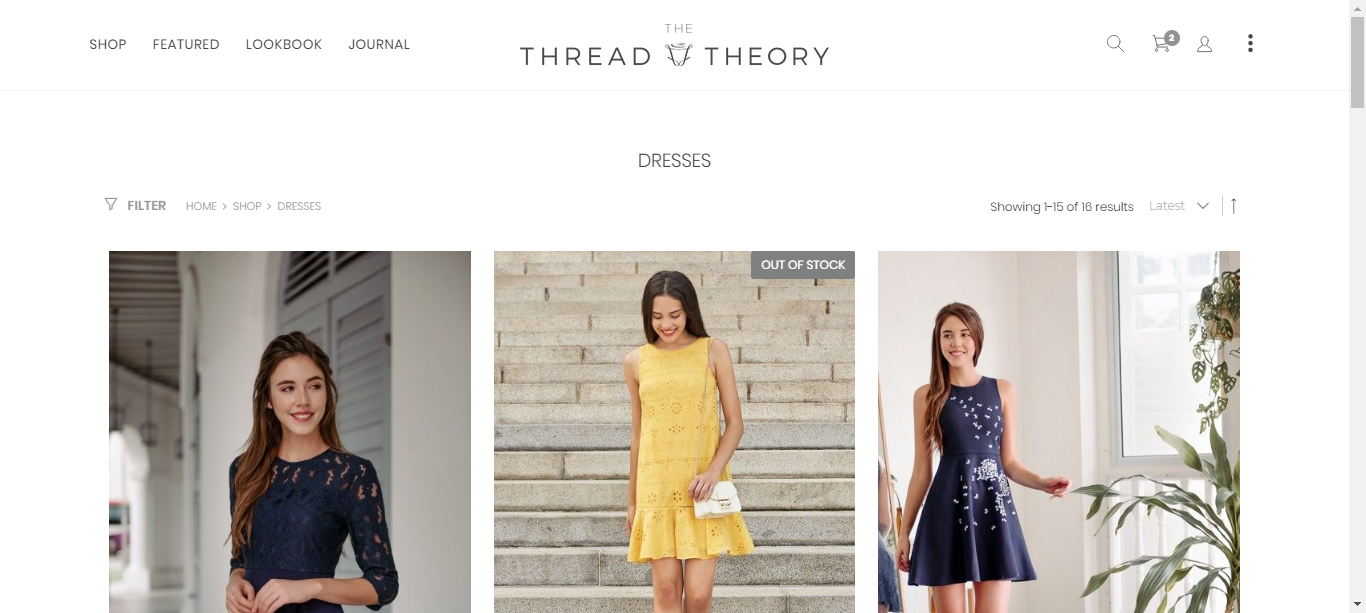 SHOP FEATURED LOOKBOOK JOURNAL
THE
THREAD THEORY
2
DRESSES
FILTER HOME > SHOP > DRESSES
Showing 1-15 of 16 results Latest
OUT OF STOCK